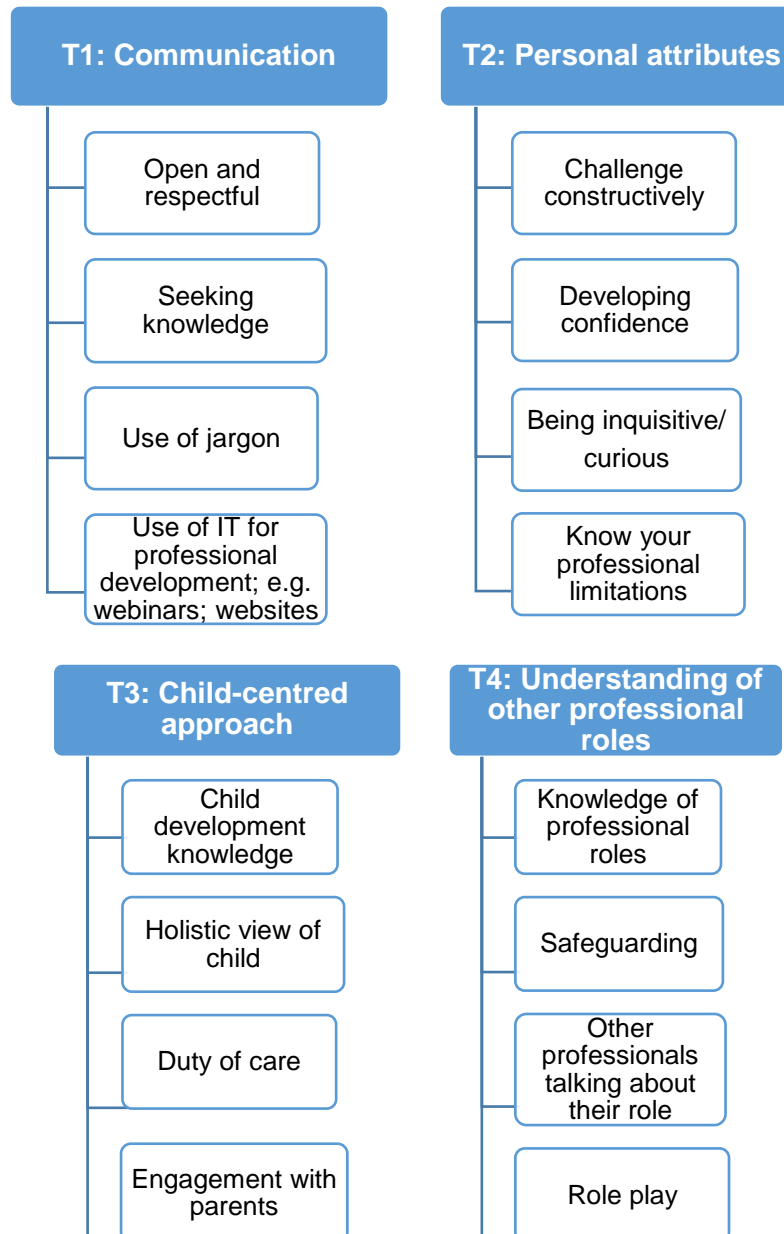 T1: Communication
Open and
respectful
Seeking
knowledge
Use of jargon
Use of IT for
professional
development; e.g.
webinars; websites
T2: Personal attributes
Challenge
constructively
Developing
confidence
Being inquisitive/
curious
Know your
professional
limitations
T3: Child-centred
approach
Child
development
knowledge
Holistic view of
child
Duty of care
Engagement with
parents
T4: Understanding of
other professional
roles
Knowledge of
professional
roles
Safeguarding
Other
professionals
talking about
their role
Role play